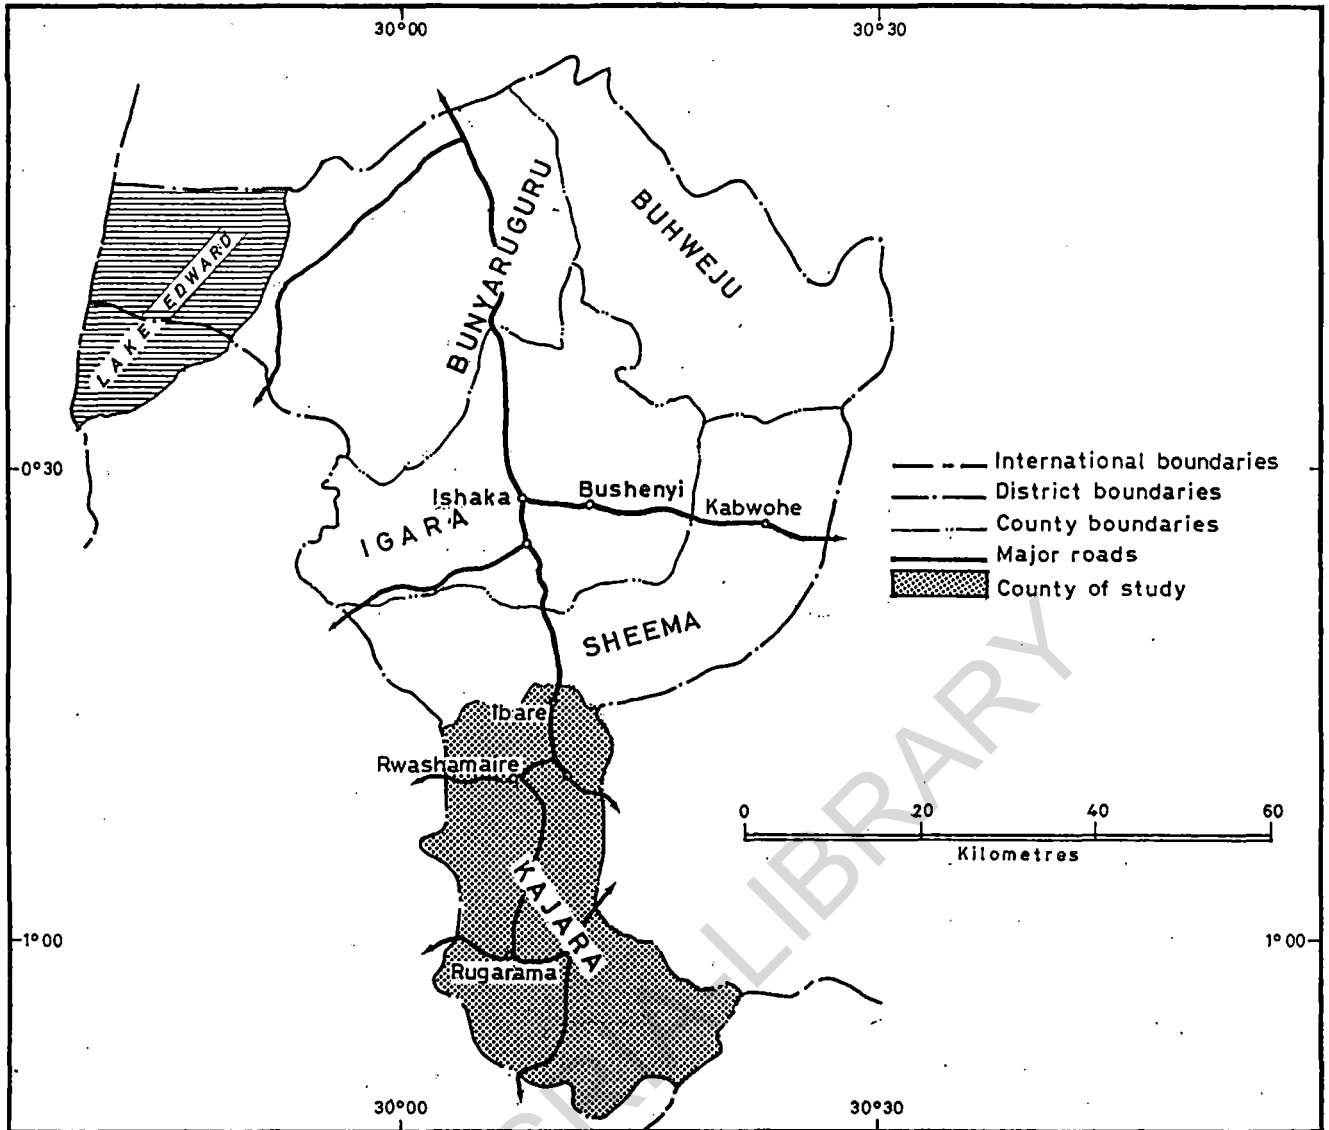 30°00
30°30
BUNYARUGURU
BUHWEJU
LAKE EDWARD
0°30
International boundaries
District boundaries
County boundaries
Major roads
County of study
Ishaka
Bushenyi
Kabwohe
IGARA
SHEEMA
Ibare
Rwashamaire
0 20 40 60
Kilometres
KAJARA
1°00
1°00
Rugarama
30°00
30°30
LIBRARY